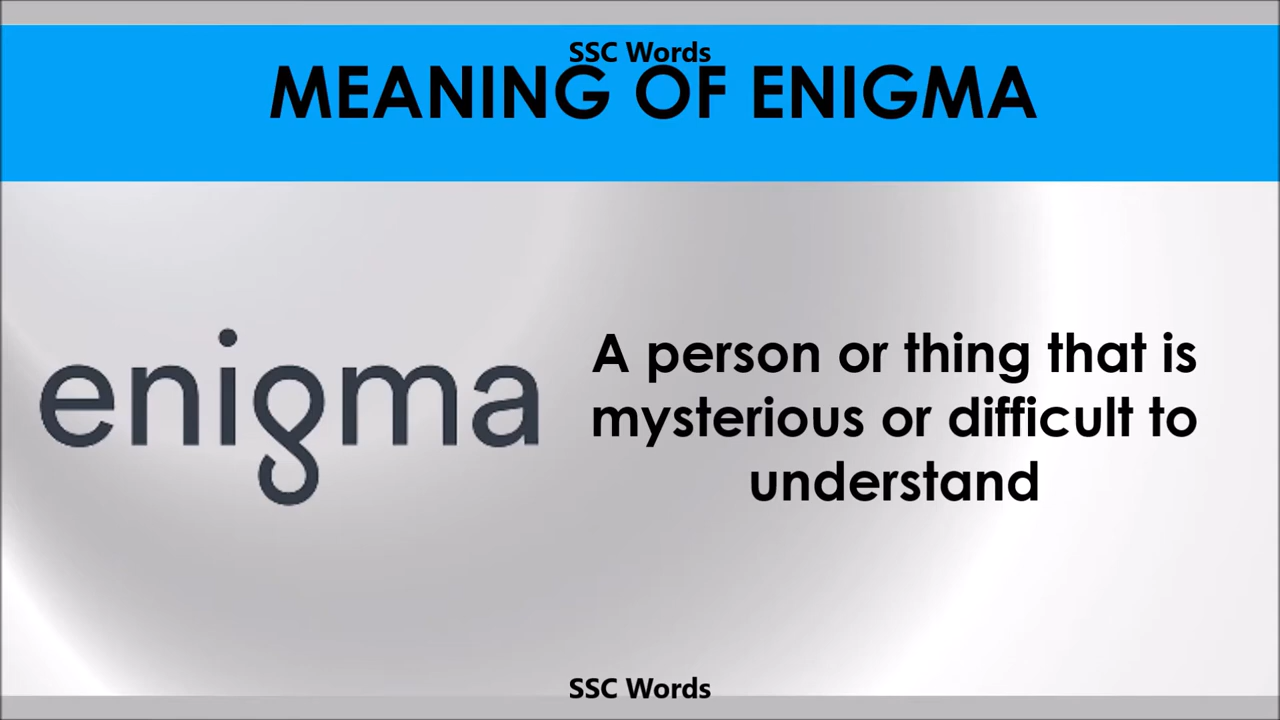 SSC Words
MEANING OF ENIGMA
enigma
A person or thing that is
mysterious or difficult to
understand
SSC Words